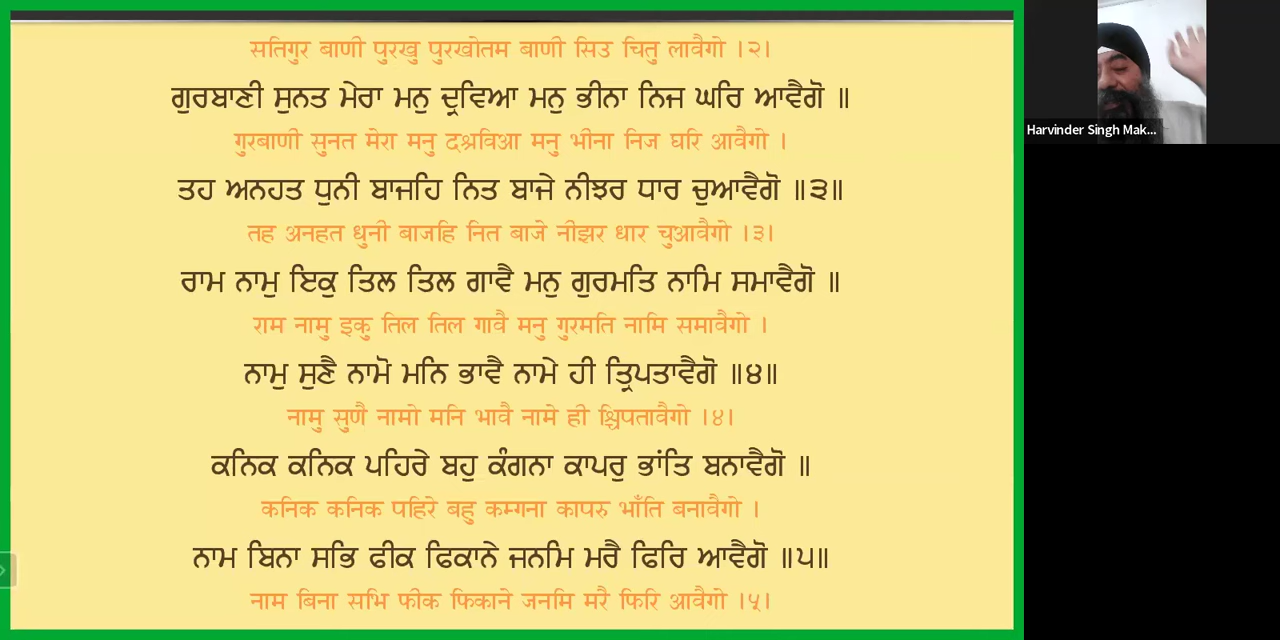 सतिगुर बाणी पुरखु पुरखोतम बाणी सिउ चितु लावैगो ।२।
ਗੁਰਬਾਣੀ ਸੁਨਤ ਮੇਰਾ ਮਨੁ ਦ੍ਰਵਿਆ ਮਨੁ ਭੀਨਾ ਨਿਜ ਘਰਿ ਆਵੈਗੋ ॥
गुरबाणी सुनत मेरा मनु दश्रविआ मनु भीना निज घरि आवैगो ।
ਤਹ ਅਨਹਤ ਧੁਨੀ ਬਾਜਹਿ ਨਿਤ ਬਾਜੇ ਨੀਝਰ ਧਾਰ ਚੁਆਵੈਗੋ ॥੩॥
तह अनहत धुनी बाजहि नित बाजे नीझर धार चुआवैगो ।३।
ਰਾਮ ਨਾਮੁ ਇਕੁ ਤਿਲ ਤਿਲ ਗਾਵੈ ਮਨੁ ਗੁਰਮਤਿ ਨਾਮਿ ਸਮਾਵੈਗੋ ॥
राम नामु इकु तिल तिल गावै मनु गुरमति नामि समावैगो ।
ਨਾਮੁ ਸੁਣੈ ਨਾਮੋ ਮਨਿ ਭਾਵੈ ਨਾਮੇ ਹੀ ਤ੍ਰਿਪਤਾਵੈਗੋ ॥੪॥
नामु सुणै नामो मनि भावै नामे ही श्चिपतावैगो ।४।
ਕਨਿਕ ਕਨਿਕ ਪਹਿਰੇ ਬਹੁ ਕੰਗਨਾ ਕਾਪਰੁ ਭਾਂਤਿ ਬਨਾਵੈਗੋ ॥
कनिक कनिक पहिरे बहु कम्गना कापरु भाँति बनावैगो ।
ਨਾਮ ਬਿਨਾ ਸਭਿ ਫੀਕ ਫਿਕਾਨੇ ਜਨਮਿ ਮਰੈ ਫਿਰਿ ਆਵੈਗੋ ॥੫॥
नाम बिना सभि फीक फिकाने जनमि मरै फिरि आवैगो ।५।
Harvinder Singh Mak...